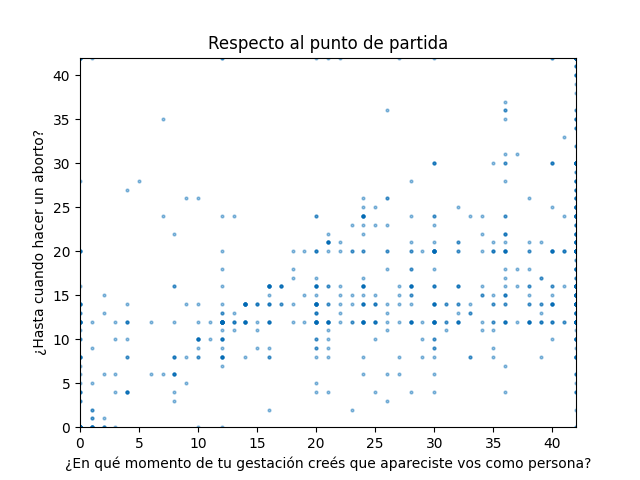 Respecto al punto de partida
¿Hasta cuando hacer un aborto?
40
35
30
25
20
15
10
5
0
0 5 10 15 20 25 30 35 40
¿En qué momento de tu gestación creés que apareciste vos como persona?